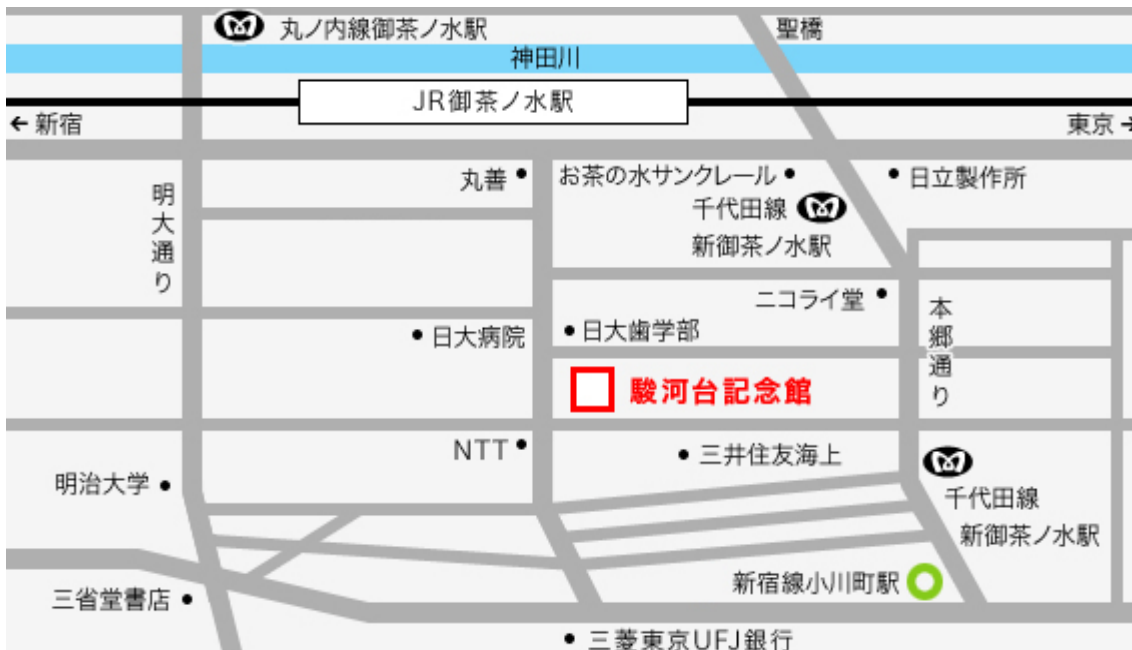 丸ノ内線御茶ノ水駅
聖橋
神田川
JR御茶ノ水駅
←新宿
東京→
明大通り
丸善
お茶の水サンクレール
日立製作所
千代田線
新御茶ノ水駅
ニコライ堂
本郷通り
日大病院
日大歯学部
駿河台記念館
NTT
三井住友海上
明治大学
千代田線
新御茶ノ水駅
新宿線小川町駅
三省堂書店
三菱東京UFJ銀行